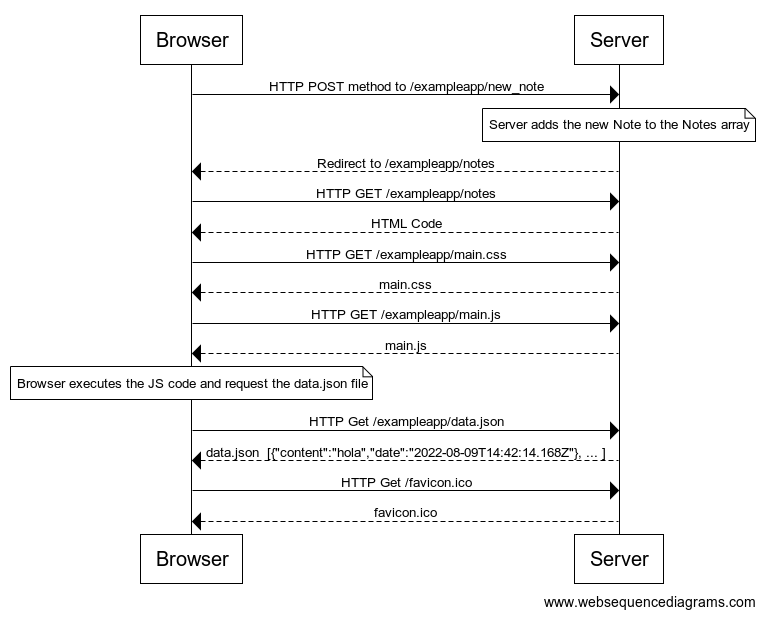 Browser Server
HTTP POST method to /exampleapp/new_note
Server adds the new Note to the Notes array
Redirect to /exampleapp/notes
HTTP GET /exampleapp/notes
HTML Code
HTTP GET /exampleapp/main.css
main.css
HTTP GET /exampleapp/main.js
main.js
Browser executes the JS code and request the data.json file
HTTP Get /exampleapp/data.json
data.json [{"content":"hola","date":"2022-08-09T14:42:14.168Z"}, ... ]
HTTP Get /favicon.ico
favicon.ico
Browser Server
www.websequencediagrams.com